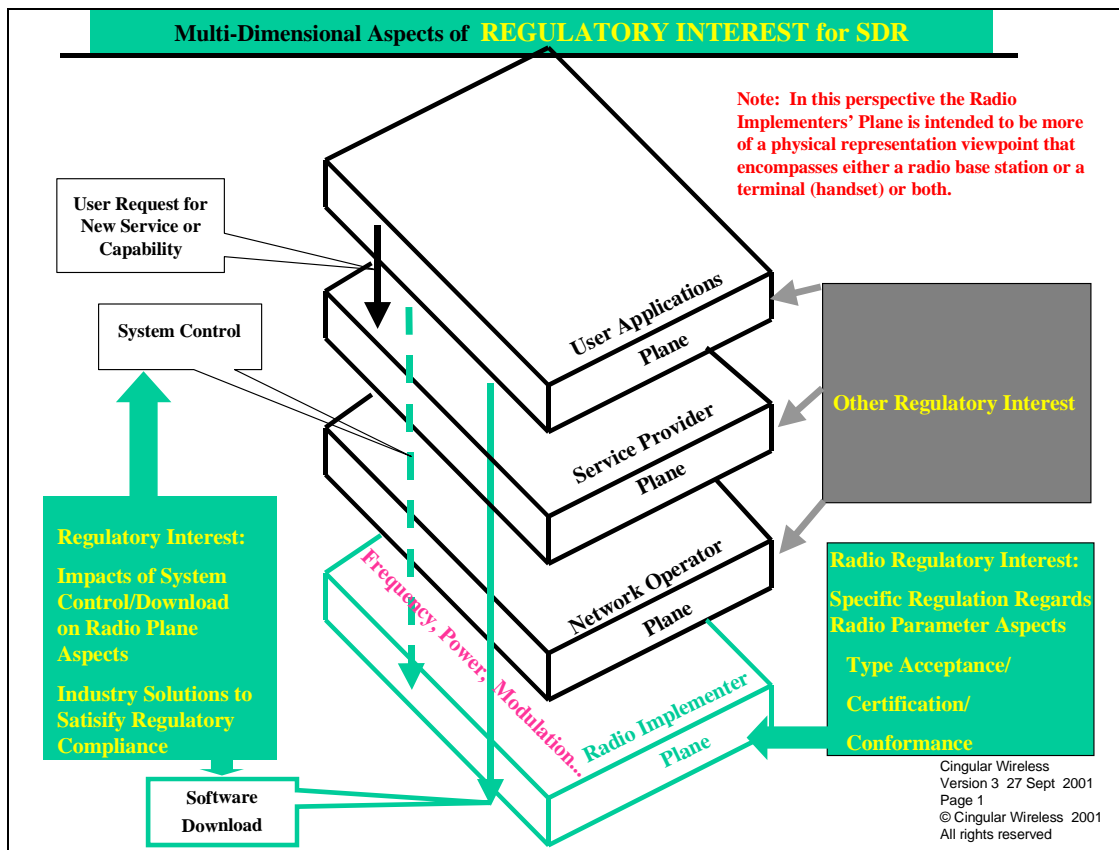 Multi-Dimensional Aspects of REGULATORY INTEREST for SDR
Note: In this perspective the Radio
Implementers' Plane is intended to be more
of a physical representation viewpoint that
encompasses either a radio base station or a
terminal (handset) or both.
User Request for
New Service or
Capability
System Control
User Applications
Plane
Service Provider
Plane
Network Operator
Plane
Frequency, Power, Modulation...
Radio Implementer
Plane
Other Regulatory Interest
Regulatory Interest:
Impacts of System
Control/Download
on Radio Plane
Aspects
Industry Solutions to
Satisify Regulatory
Compliance
Software
Download
Radio Regulatory Interest:
Specific Regulation Regards
Radio Parameter Aspects
Type Acceptance/
Certification/
Conformance
Cingular Wireless
Version 3 27 Sept 2001
Page 1
© Cingular Wireless 2001
All rights reserved